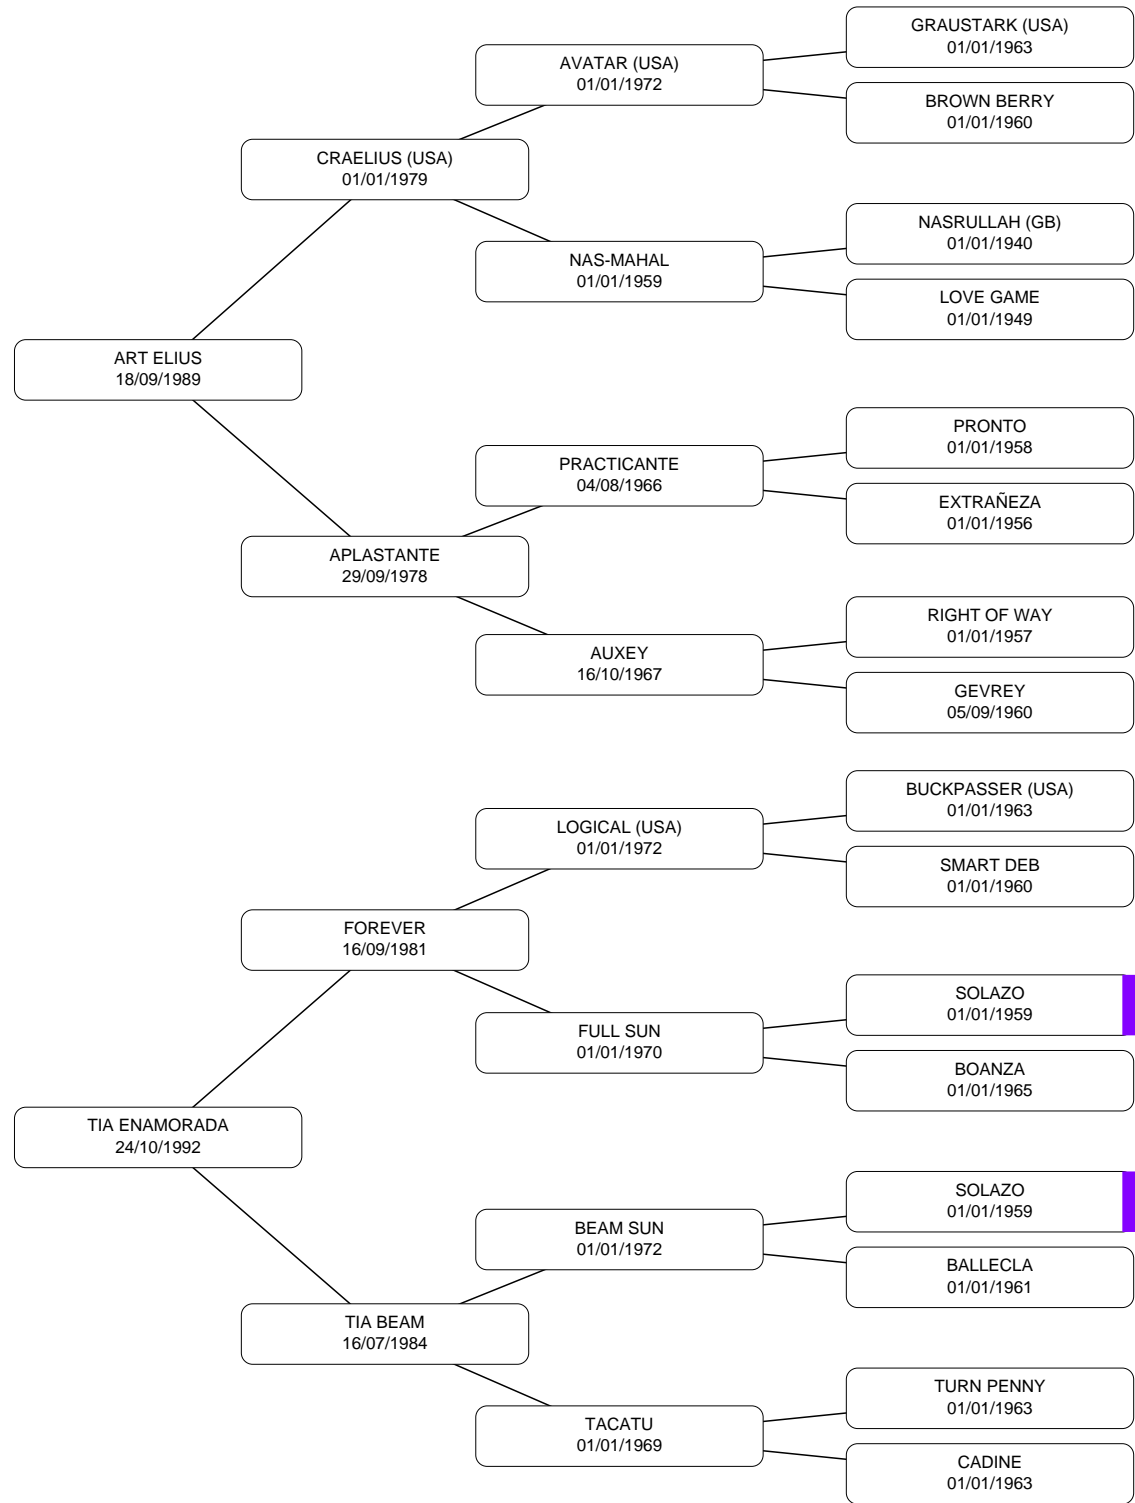 GRAUSTARK (USA)
01/01/1963
AVATAR (USA)
01/01/1972
BROWN BERRY
01/01/1960
CRAELIUS (USA)
01/01/1979
NASRULLAH (GB)
01/01/1940
NAS-MAHAL
01/01/1959
LOVE GAME
01/01/1949
ART ELIUS
18/09/1989
PRONTO
01/01/1958
PRACTICANTE
04/08/1966
EXTRAÑEZA
01/01/1956
APLASTANTE
29/09/1978
RIGHT OF WAY
01/01/1957
AUXEY
16/10/1967
GEVREY
05/09/1960
BUCKPASSER (USA)
01/01/1963
LOGICAL (USA)
01/01/1972
SMART DEB
01/01/1960
FOREVER
16/09/1981
SOLAZO
01/01/1959
FULL SUN
01/01/1970
BOANZA
01/01/1965
TIA ENAMORADA
24/10/1992
SOLAZO
01/01/1959
BEAM SUN
01/01/1972
BALLECLA
01/01/1961
TIA BEAM
16/07/1984
TURN PENNY
01/01/1963
TACATU
01/01/1969
CADINE
01/01/1963